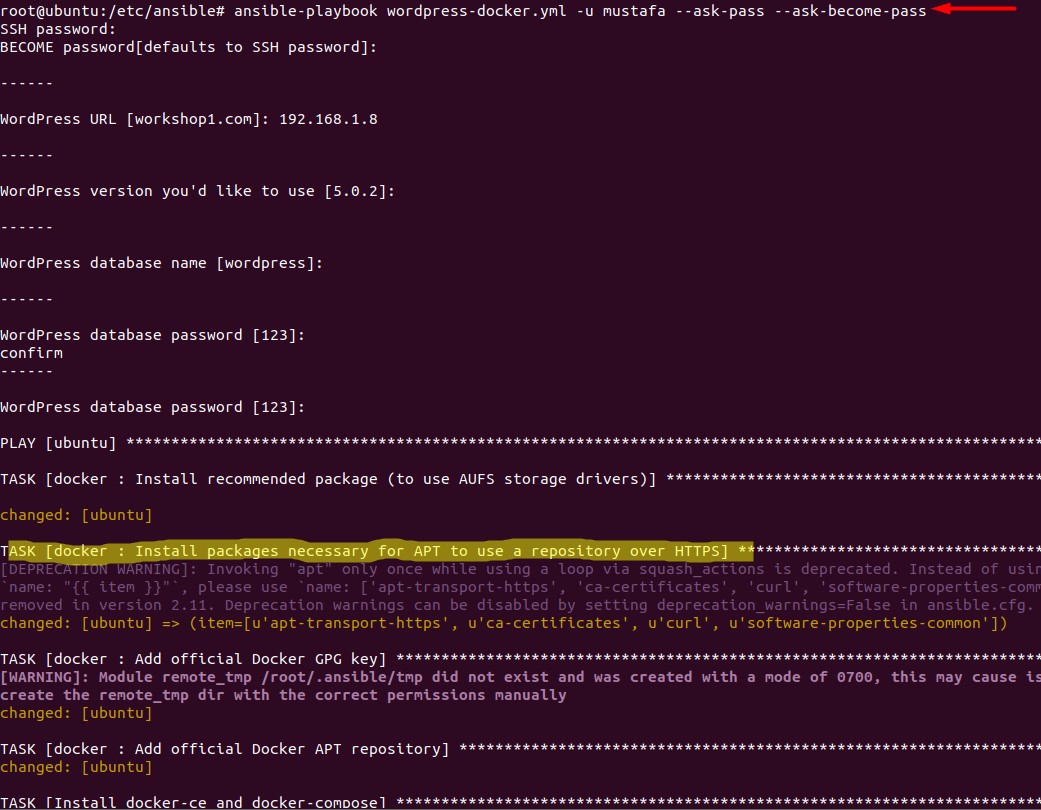 root@ubuntu:/etc/ansible# ansible-playbook wordpress-docker.yml -u mustafa --ask-pass --ask-become-pass
SSH password:
BECOME password[defaults to SSH password]:
------
WordPress URL [workshop1.com]: 192.168.1.8
------
WordPress version you'd like to use [5.0.2]:
------
WordPress database name [wordpress]:
------
WordPress database password [123]:
confirm
------
WordPress database password [123]:
PLAY [ubuntu] ******************************************************************************************************
TASK [docker : Install recommended package (to use AUFS storage drivers)] ******************************************
changed: [ubuntu]
TASK [docker : Install packages necessary for APT to use a repository over HTTPS] **********************************
[DEPRECATION WARNING]: Invoking "apt" only once while using a loop via squash_actions is deprecated. Instead of usin
`name: "{{ item }}"`, please use `name: ['apt-transport-https', 'ca-certificates', 'curl', 'software-properties-comm
removed in version 2.11. Deprecation warnings can be disabled by setting deprecation_warnings=False in ansible.cfg.
changed: [ubuntu] => (item=[u'apt-transport-https', u'ca-certificates', u'curl', u'software-properties-common'])
TASK [docker : Add official Docker GPG key] ************************************************************************
[WARNING]: Module remote_tmp /root/.ansible/tmp did not exist and was created with a mode of 0700, this may cause is
create the remote_tmp dir with the correct permissions manually
changed: [ubuntu]
TASK [docker : Add official Docker APT repository] *****************************************************************
changed: [ubuntu]
TASK [Install docker-ce and docker-compose] ************************************************************************